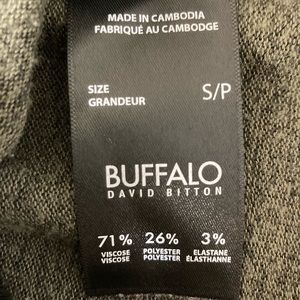 MADE IN CAMBODIA
FABRIQUÉ AU CAMBODGE
SIZE
GRANDEUR
S/P
BUFFALO
DAVID BITTON
71% 26% 3%
VISCOSE POLYESTER ELASTANE
VISCOSE POLYESTER ÉLASTHANNE